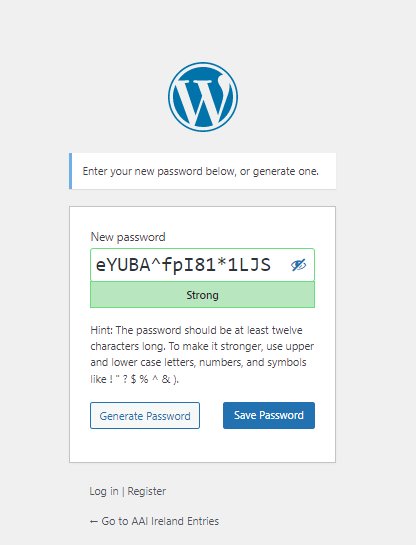 Enter your new password below, or generate one.
New password
eYUBA^fpI81*1LJS
Strong
Hint: The password should be at least twelve
characters long. To make it stronger, use upper
and lower case letters, numbers, and symbols
like ! " ? $ % ^ & ).
Generate Password
Save Password
Log in | Register
← Go to AAI Ireland Entries